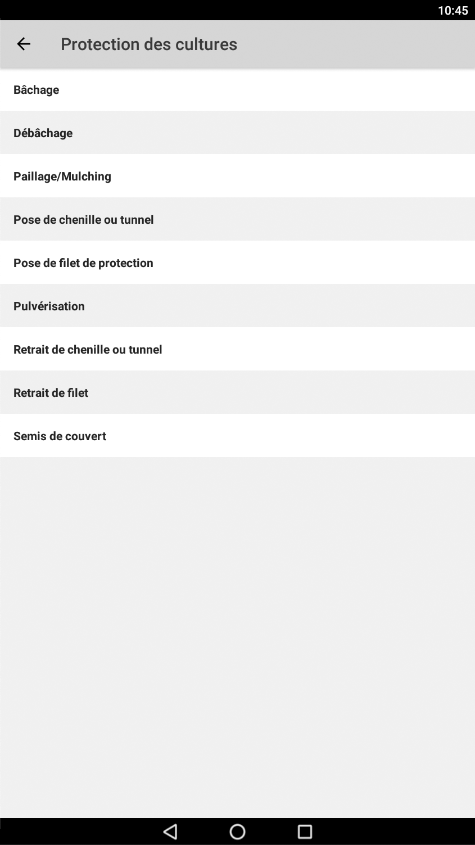 10:45
Protection des cultures
Bâchage
Débâchage
Paillage/Mulching
Pose de chenille ou tunnel
Pose de filet de protection
Pulvérisation
Retrait de chenille ou tunnel
Retrait de filet
Semis de couvert